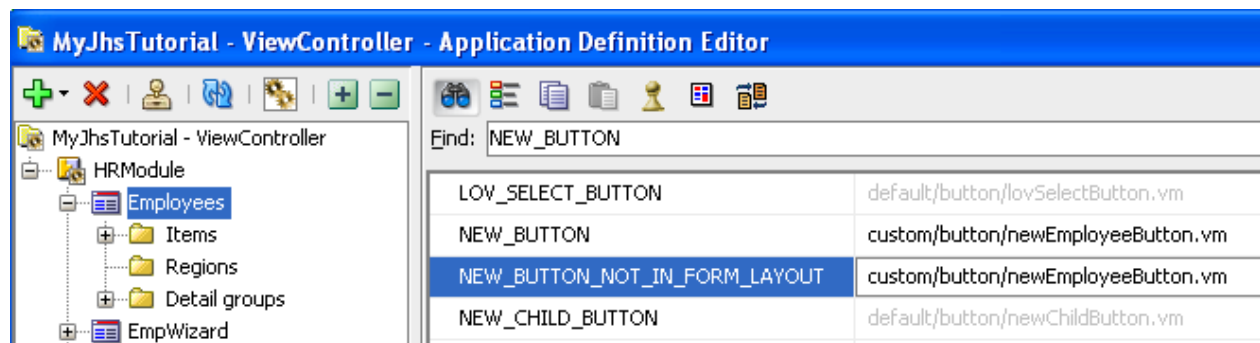 MyJhsTutorial - ViewController - Application Definition Editor
MyJhsTutorial - ViewController
HRModule
Employees
Items
Regions
Detail groups
EmpWizard
Find: NEW_BUTTON
LOV_SELECT_BUTTON default/button/lovSelectButton.vm
NEW_BUTTON custom/button/newEmployeeButton.vm
NEW_BUTTON_NOT_IN_FORM_LAYOUT custom/button/newEmployeeButton.vm
NEW_CHILD_BUTTON default/button/newChildButton.vm